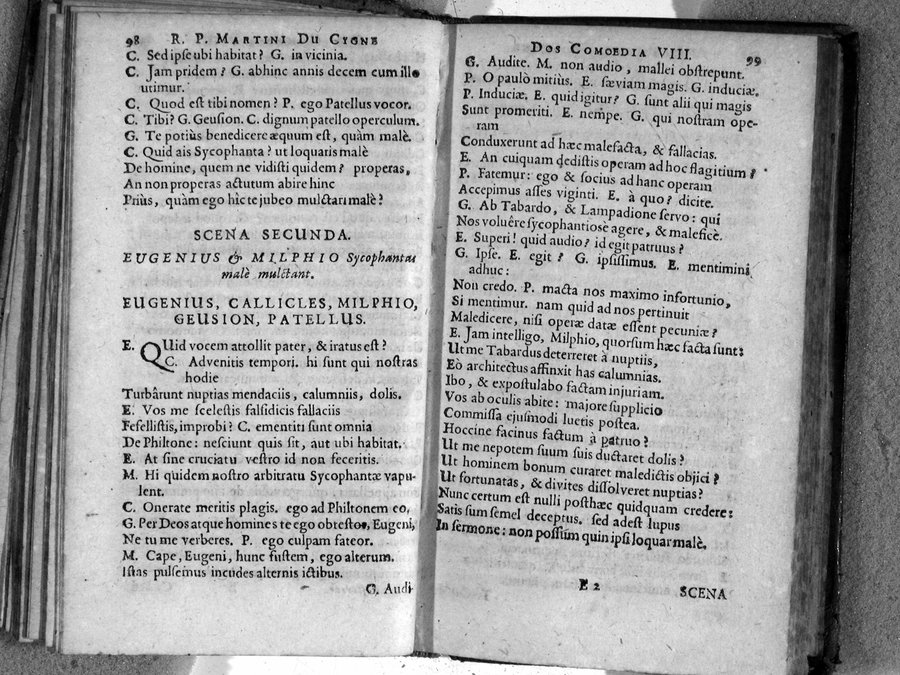 98 R. P. MARTINI DU CYGNE
C. Sed ipse ubi habitat? G. in vicinia.
C. Jam pridem? G. abhinc annis decem eum illo
utimur.
C. Quod est tibi nomen? P. ego Patellus vocor.
C. Tibi? G. Geusion. C. dignum patello operculum.
G. Te potiùs benedicere æquum est, quàm malè.
C. Quid ais Sycophanta? ut loquaris malè
De homine, quem ne vidisti quidem? properas,
An non properas actutum abire hinc
Priùs, quàm ego hic te jubeo mulctari malè?
SCENA SECUNDA.
EUGENIUS & MILPHIO Sycophantas
malè mulctant.
EUGENIUS, CALLICLES, MILPHIO,
GEUSION, PATELLUS.
E. QUid vocem attollit pater, & iratus est?
C. Advenitis tempori. hi sunt qui nostras
hodie
Turbârunt nuptias mendaciis, calumniis, dolis.
E. Vos me scelestis falsidicis fallaciis
Fefellistis, improbi? C. ementiti sunt omnia
De Philtone: nesciunt quis sit, aut ubi habitat.
E. At sine cruciatu vestro id non feceritis.
M. Hi quidem nostro arbitratu Sycophantæ vapu-
lent.
C. Onerate meritis plagis. ego ad Philtonem eo.
G. Per Deos atque homines te ego obtestor, Eugeni,
Ne tu me verberes. P. ego culpam fateor.
M. Cape, Eugeni, hunc fustem, ego alterum.
Istas pulsemus incudes alternis ictibus.
G. Audi
DOS COMOEDIA VIII. 99
G. Audite. M. non audio, mallei obstrepunt.
P. O paulò mitiùs. E. sæviam magis. G. induciæ.
P. Induciæ. E. quid igitur? G. sunt alii qui magis
Sunt promeriti. E. nempe. G. qui nostram ope-
ram
Conduxerunt ad hæc malefacta, & fallacias.
E. An cuiquam dedistis operam ad hoc flagitium?
P. Fatemur: ego & socius ad hanc operam
Accepimus asses viginti. E. à quo? dicite.
G. Ab Tabardo, & Lampadione servo: qui
Nos voluêre sycophantiose agere, & maleficè.
E. Superi! quid audio? id egit patruus?
G. Ipse. E. egit? G. ipsissimus. E. mentimini
adhuc:
Non credo. P. macta nos maximo infortunio,
Si mentimur. nam quid ad nos pertinuit
Maledicere, nisi operæ datæ essent pecuniæ?
E. Jam intelligo, Milphio, quorsum hæc facta sunt:
Ut me Tabardus deterreret à nuptiis,
Eò architectus affinxit has calumnias.
Ibo, & expostulabo factam injuriam.
Vos ab oculis abite: majore supplicio
Commissa ejusmodi luetis postea.
Hoccine facinus factum à patruo?
Ut me nepotem suum suis ductaret dolis?
Ut hominem bonum curaret maledictis objici?
Ut fortunatas, & divites dissolveret nuptias?
Nunc certum est nulli posthæc quidquam credere:
Satis sum semel deceptus. sed adest lupus
In sermone: non possum quin ipsi loquar malè.
E 2 SCENA